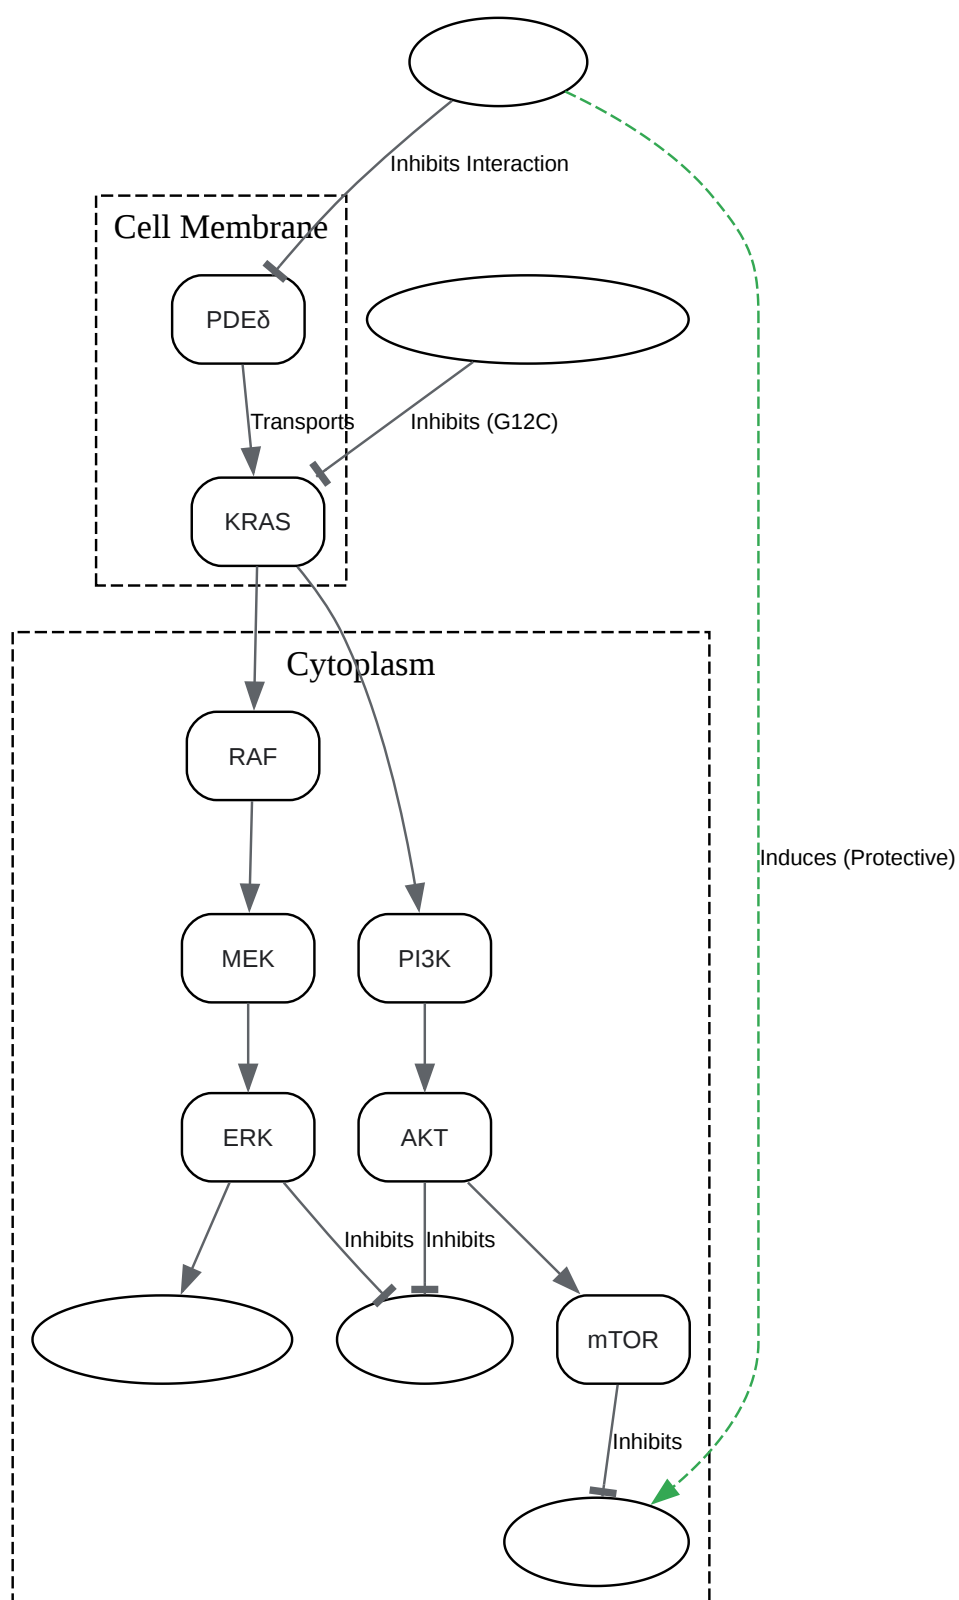 Inhibits Interaction
Cell Membrane
PDEδ
Transports
Inhibits (G12C)
KRAS
Cytoplasm
RAF
Induces (Protective)
MEK
PI3K
ERK
AKT
Inhibits
Inhibits
mTOR
Inhibits